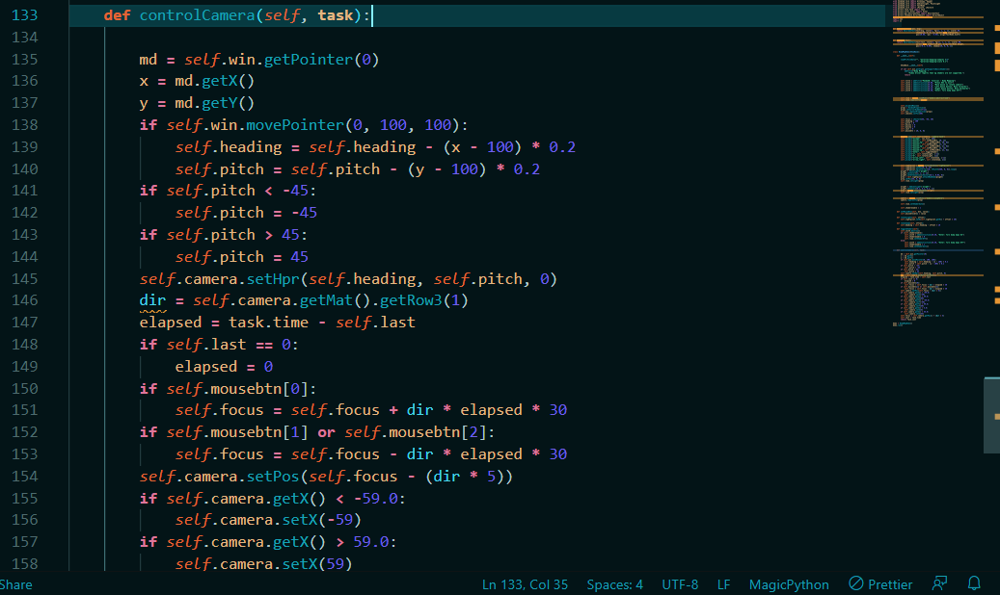 133 def controlCamera(self, task):
134
135 md = self.win.getPointer(0)
136 x = md.getX()
137 y = md.getY()
138 if self.win.movePointer(0, 100, 100):
139 self.heading = self.heading - (x - 100) * 0.2
140 self.pitch = self.pitch - (y - 100) * 0.2
141 if self.pitch < -45:
142 self.pitch = -45
143 if self.pitch > 45:
144 self.pitch = 45
145 self.camera.setHpr(self.heading, self.pitch, 0)
146 dir = self.camera.getMat().getRow3(1)
147 elapsed = task.time - self.last
148 if self.last == 0:
149 elapsed = 0
150 if self.mousebtn[0]:
151 self.focus = self.focus + dir * elapsed * 30
152 if self.mousebtn[1] or self.mousebtn[2]:
153 self.focus = self.focus - dir * elapsed * 30
154 self.camera.setPos(self.focus - (dir * 5))
155 if self.camera.getX() < -59.0:
156 self.camera.setX(-59)
157 if self.camera.getX() > 59.0:
158 self.camera.setX(59)
Share Ln 133, Col 35 Spaces: 4 UTF-8 LF MagicPython Prettier